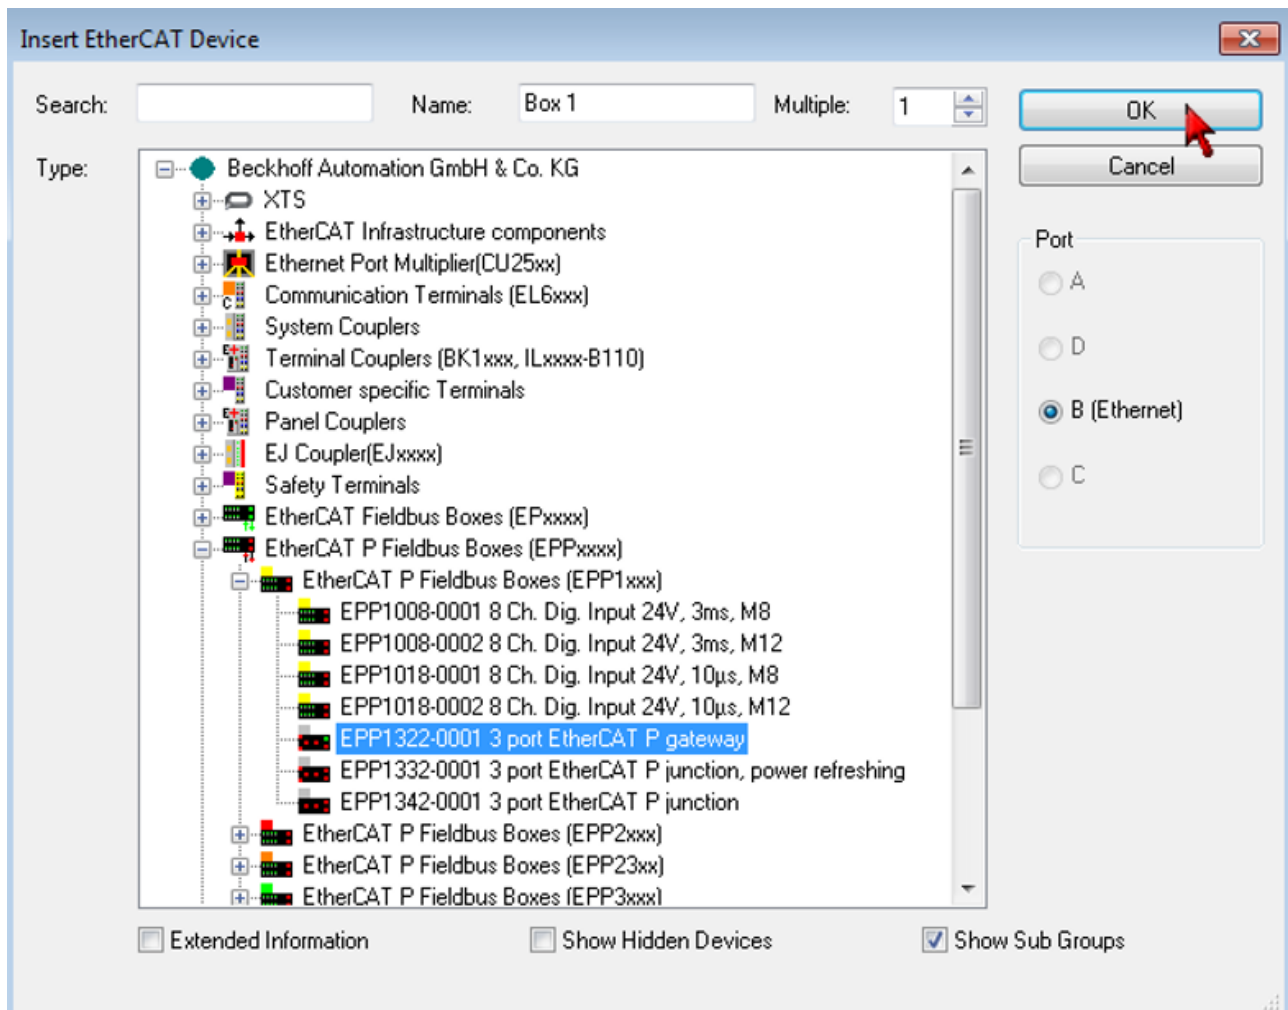 Insert EtherCAT Device
Search:
Name: Box 1
Multiple: 1
OK
Cancel
Type:
Beckhoff Automation GmbH & Co. KG
XTS
EtherCAT Infrastructure components
Ethernet Port Multiplier(CU25xx)
Communication Terminals (EL6xxx)
System Couplers
Terminal Couplers (BK1xxx, ILxxxx-B110)
Customer specific Terminals
Panel Couplers
EJ Coupler(EJxxxx)
Safety Terminals
EtherCAT Fieldbus Boxes (EPxxxx)
EtherCAT P Fieldbus Boxes (EPPxxxx)
EtherCAT P Fieldbus Boxes (EPP1xxx)
EPP1008-0001 8 Ch. Dig. Input 24V, 3ms, M8
EPP1008-0002 8 Ch. Dig. Input 24V, 3ms, M12
EPP1018-0001 8 Ch. Dig. Input 24V, 10µs, M8
EPP1018-0002 8 Ch. Dig. Input 24V, 10µs, M12
EPP1322-0001 3 port EtherCAT P gateway
EPP1332-0001 3 port EtherCAT P junction, power refreshing
EPP1342-0001 3 port EtherCAT P junction
EtherCAT P Fieldbus Boxes (EPP2xxx)
EtherCAT P Fieldbus Boxes (EPP23xx)
EtherCAT P Fieldbus Boxes (EPP3xxx)
Port
A
D
B (Ethernet)
C
Extended Information
Show Hidden Devices
Show Sub Groups